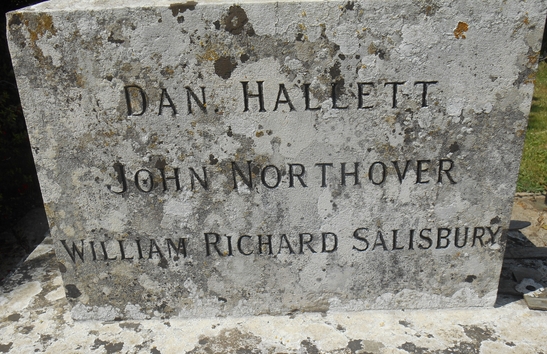 DAN HALLETT
JOHN NORTHOVER
WILLIAM RICHARD SALISBURY